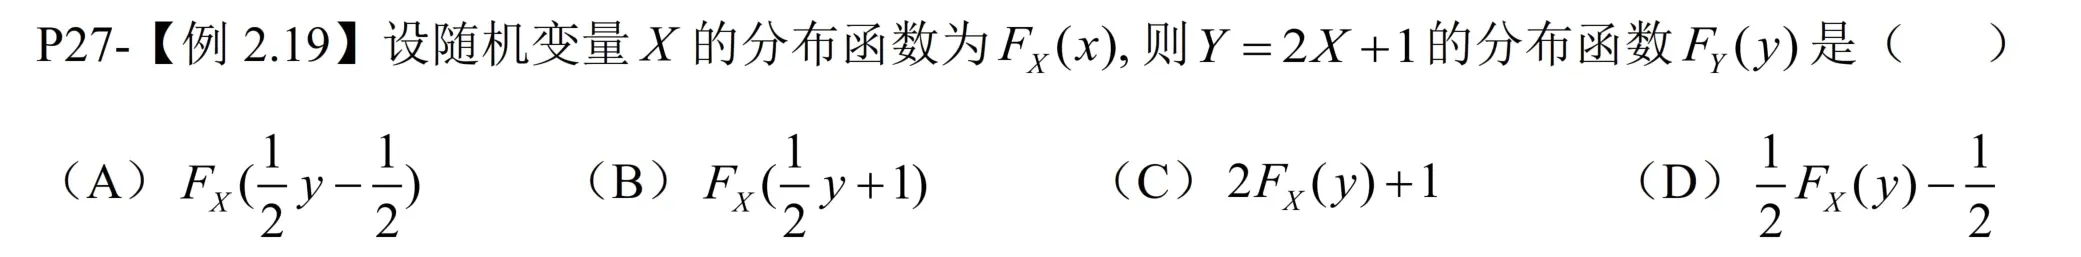 P27-【例 2.19】设随机变量 X 的分布函数为 F_X(x), 则 Y = 2X + 1 的分布函数 F_Y(y) 是（ ）
（A）F_X(\frac{1}{2}y - \frac{1}{2}) （B）F_X(\frac{1}{2}y + 1) （C）2F_X(y) + 1 （D）\frac{1}{2}F_X(y) - \frac{1}{2}